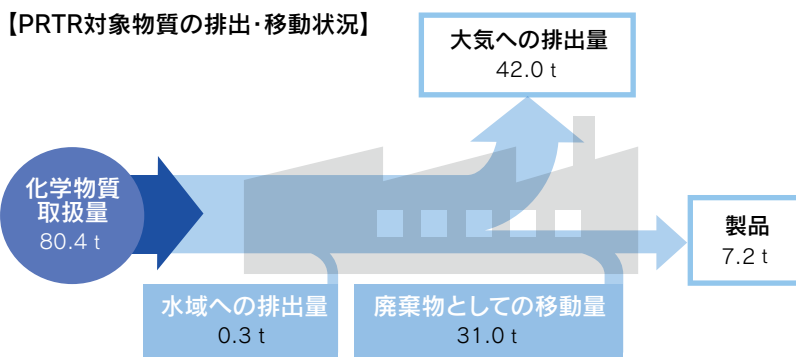 【PRTR対象物質の排出・移動状況】
大気への排出量
42.0 t
化学物質
取扱量
80.4 t
製品
7.2 t
水域への排出量
0.3 t
廃棄物としての移動量
31.0 t